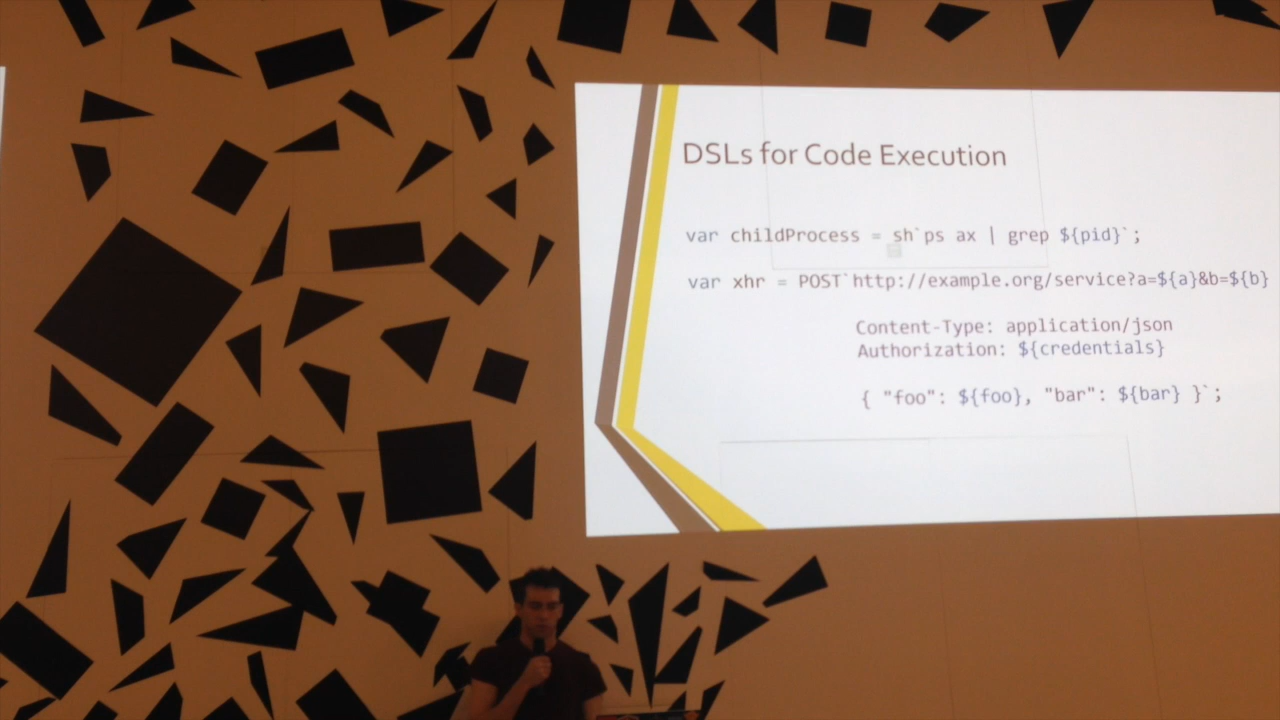 DSLs for Code Execution
var childProcess = sh`ps ax | grep ${pid}`;
var xhr = POST`http://example.org/service?a=${a}&b=${b}
Content-Type: application/json
Authorization: ${credentials}
{ "foo": ${foo}, "bar": ${bar} }`;